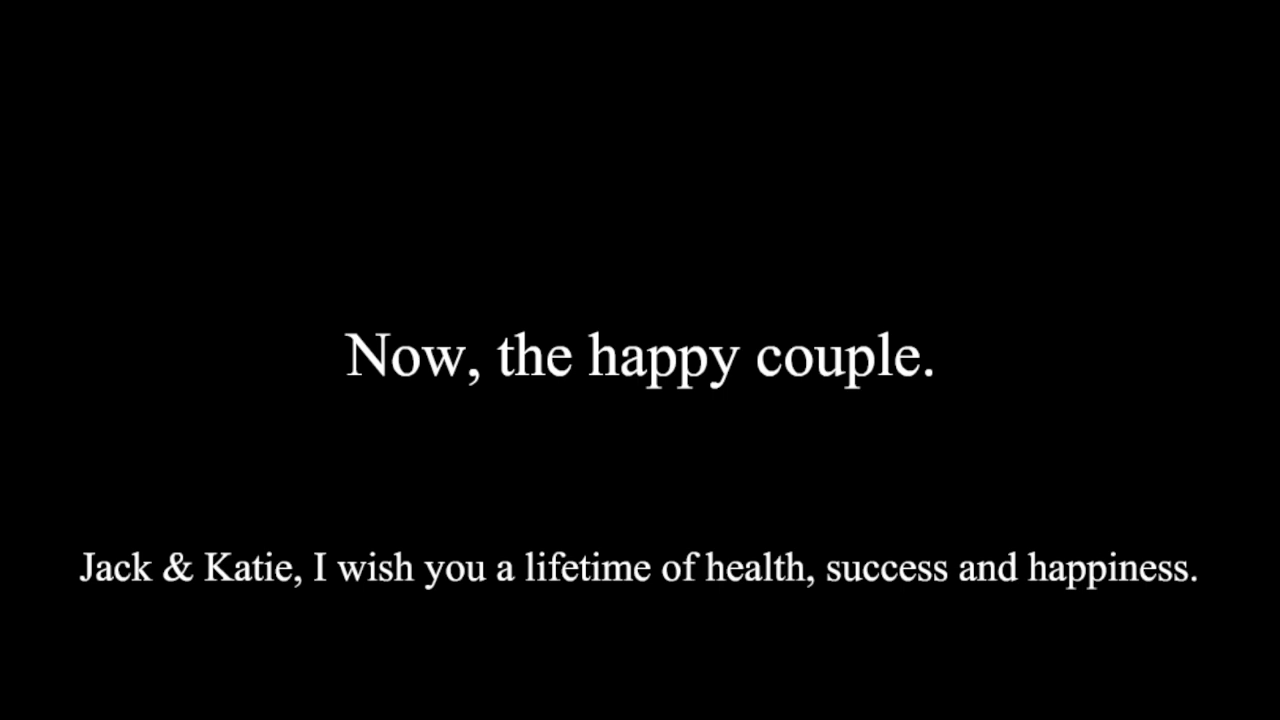 Now, the happy couple.
Jack & Katie, I wish you a lifetime of health, success and happiness.